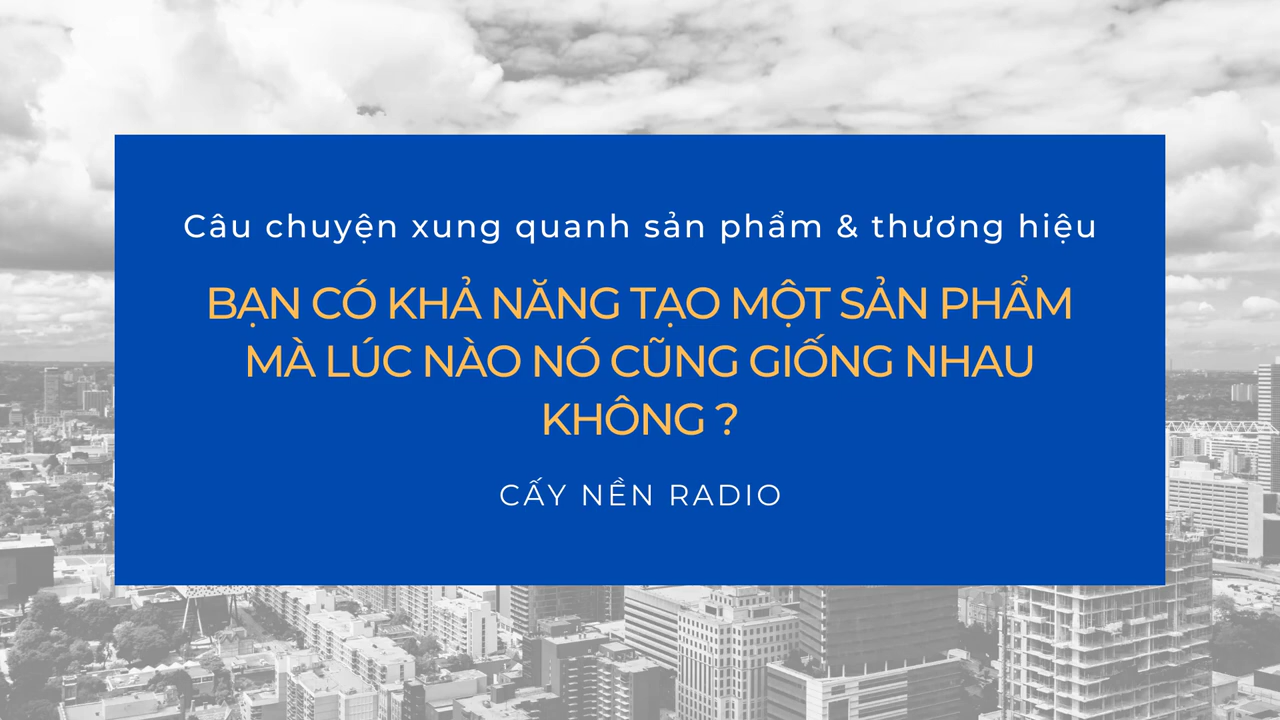 Câu chuyện xung quanh sản phẩm & thương hiệu
BẠN CÓ KHẢ NĂNG TẠO MỘT SẢN PHẨM
MÀ LÚC NÀO NÓ CŨNG GIỐNG NHAU
KHÔNG ?
CẤY NỀN RADIO